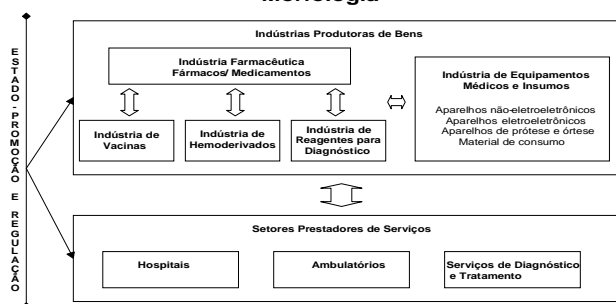 Morfologia
ESTADO - PROMOÇÃO E REGULAÇÃO
Indústrias Produtoras de Bens
Indústria Farmacêutica
Fármacos/ Medicamentos
Indústria de
Vacinas
Indústria de
Hemoderivados
Indústria de
Reagentes para
Diagnóstico
Indústria de Equipamentos
Médicos e Insumos
Aparelhos não-eletroeletrônicos
Aparelhos eletroeletrônicos
Aparelhos de prótese e órtese
Material de consumo
Setores Prestadores de Serviços
Hospitais
Ambulatórios
Serviços de Diagnóstico
e Tratamento